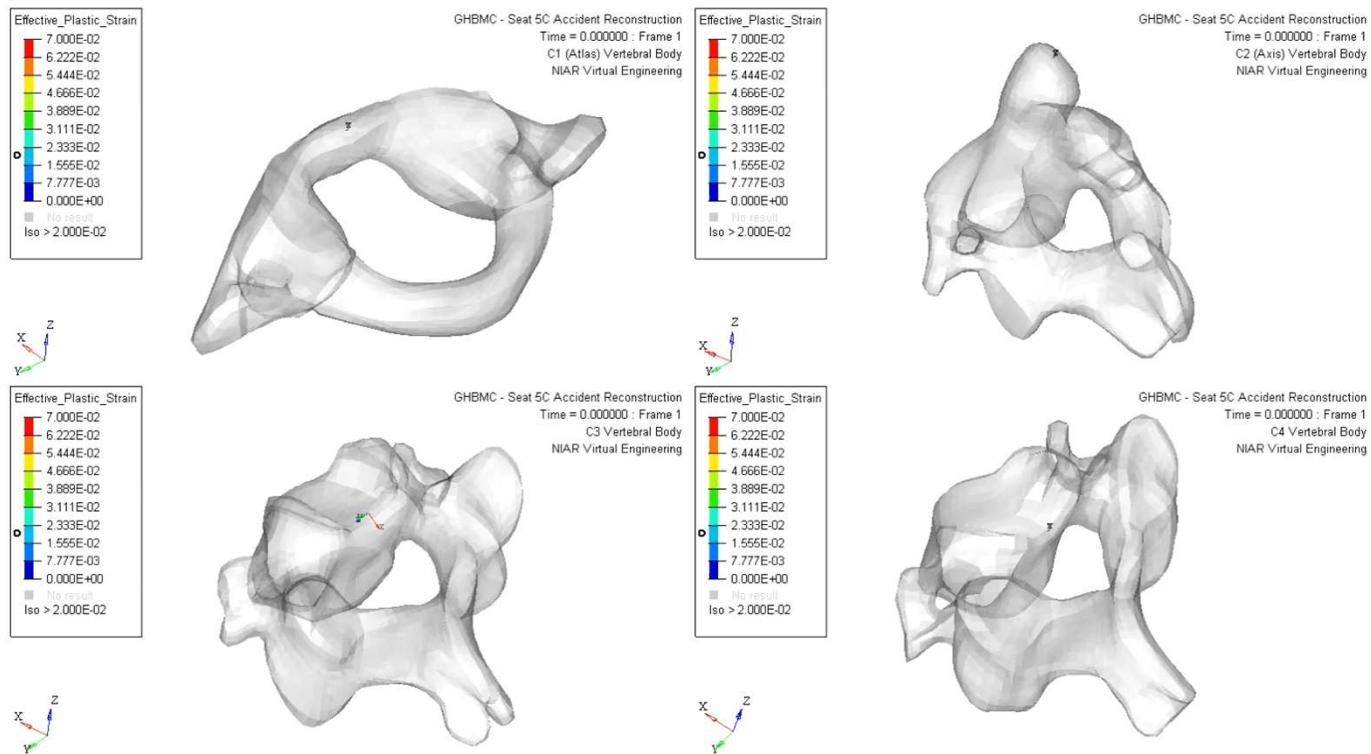 Effective_Plastic_Strain
7.000E-02
6.222E-02
5.444E-02
4.666E-02
3.889E-02
3.111E-02
2.333E-02
1.555E-02
7.777E-03
0.000E+00
No result
Iso > 2.000E-02
GHBMC - Seat 5C Accident Reconstruction
Time = 0.000000 : Frame 1
C1 (Atlas) Vertebral Body
NIAR Virtual Engineering
Z
X
Y
Effective_Plastic_Strain
7.000E-02
6.222E-02
5.444E-02
4.666E-02
3.889E-02
3.111E-02
2.333E-02
1.555E-02
7.777E-03
0.000E+00
No result
Iso > 2.000E-02
GHBMC - Seat 5C Accident Reconstruction
Time = 0.000000 : Frame 1
C2 (Axis) Vertebral Body
NIAR Virtual Engineering
Z
X
Y
Effective_Plastic_Strain
7.000E-02
6.222E-02
5.444E-02
4.666E-02
3.889E-02
3.111E-02
2.333E-02
1.555E-02
7.777E-03
0.000E+00
No result
Iso > 2.000E-02
GHBMC - Seat 5C Accident Reconstruction
Time = 0.000000 : Frame 1
C3 Vertebral Body
NIAR Virtual Engineering
Z
X
Y
Effective_Plastic_Strain
7.000E-02
6.222E-02
5.444E-02
4.666E-02
3.889E-02
3.111E-02
2.333E-02
1.555E-02
7.777E-03
0.000E+00
No result
Iso > 2.000E-02
GHBMC - Seat 5C Accident Reconstruction
Time = 0.000000 : Frame 1
C4 Vertebral Body
NIAR Virtual Engineering
Z
X
Y